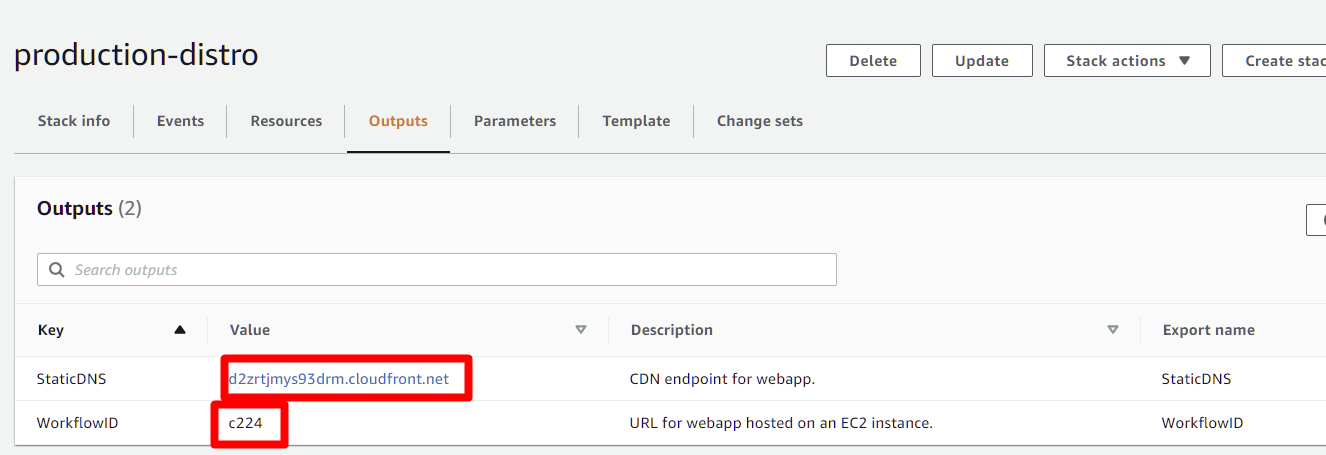 production-distro
Delete Update Stack actions Create stac
Stack info Events Resources Outputs Parameters Template Change sets
Outputs (2)
Search outputs
Key Value Description Export name
StaticDNS d2zrtjmys93drm.cloudfront.net CDN endpoint for webapp. StaticDNS
WorkflowID c224 URL for webapp hosted on an EC2 instance. WorkflowID